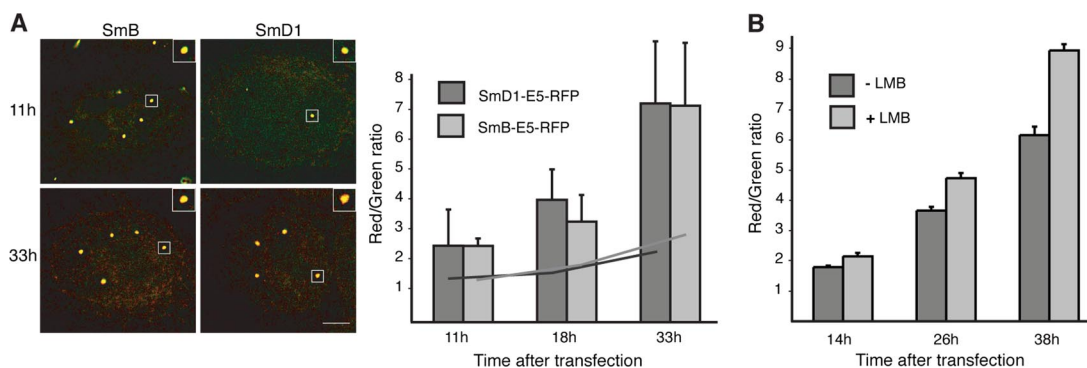 A
SmB SmD1
11h
33h
Red/Green ratio
8
7
6
5
4
3
2
1
SmD1-E5-RFP
SmB-E5-RFP
11h 18h 33h
Time after transfection
B
Red/Green ratio
9
8
7
6
5
4
3
2
1
- LMB
+ LMB
14h 26h 38h
Time after transfection